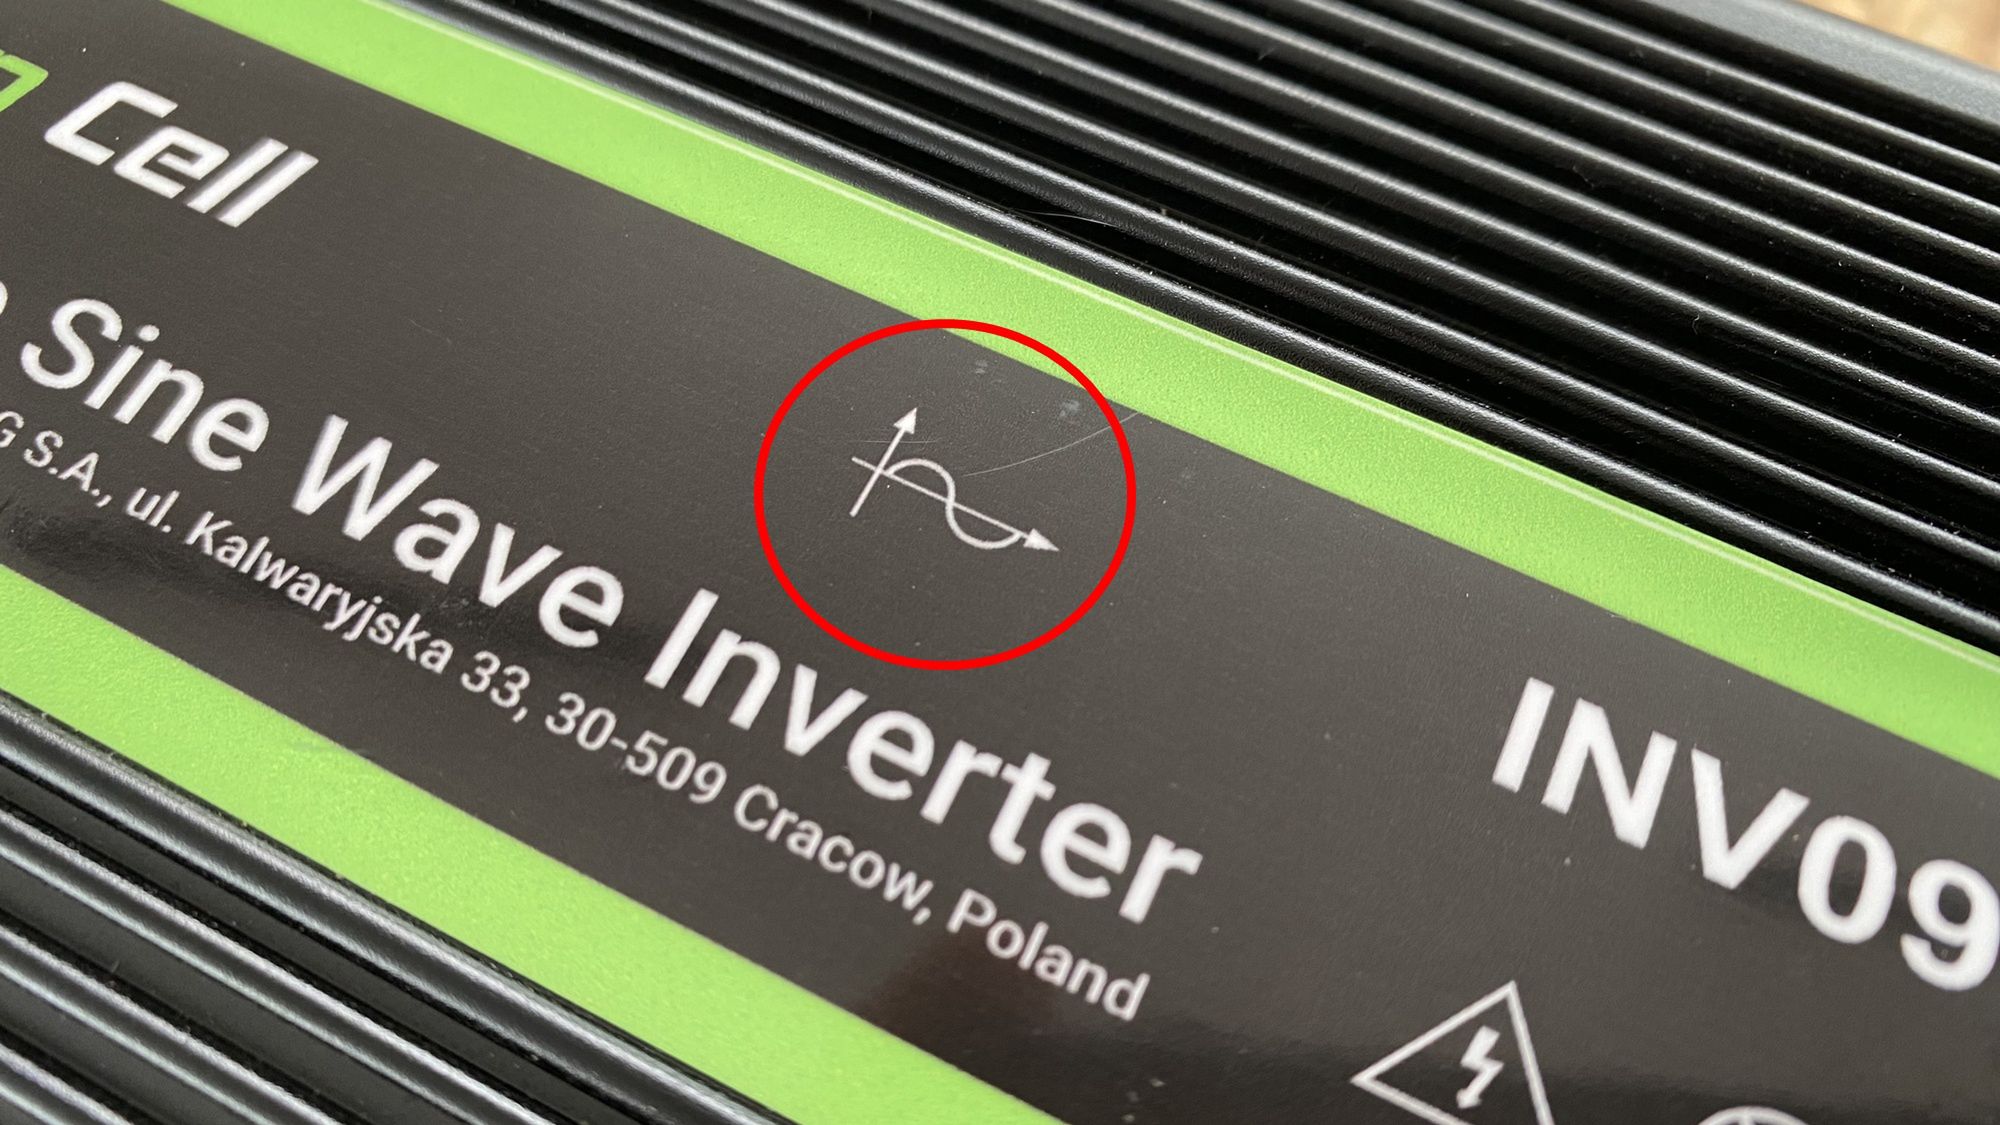 Cell
Sine Wave Inverter
S.A., ul. Kalwaryjska 33, 30-509 Cracow, Poland
INV09